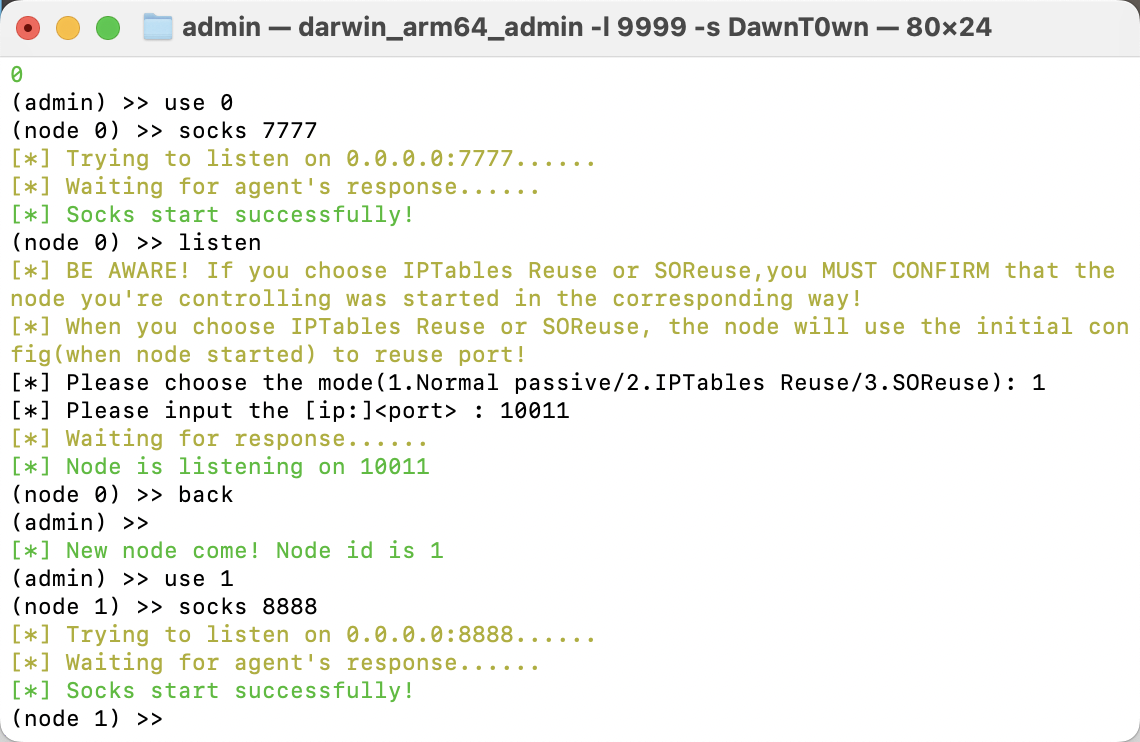 admin — darwin_arm64_admin -l 9999 -s DawnT0wn — 80×24
0
(admin) >> use 0
(node 0) >> socks 7777
[*] Trying to listen on 0.0.0.0:7777......
[*] Waiting for agent's response......
[*] Socks start successfully!
(node 0) >> listen
[*] BE AWARE! If you choose IPTables Reuse or SOReuse,you MUST CONFIRM that the
node you're controlling was started in the corresponding way!
[*] When you choose IPTables Reuse or SOReuse, the node will use the initial con
fig(when node started) to reuse port!
[*] Please choose the mode(1.Normal passive/2.IPTables Reuse/3.SOReuse): 1
[*] Please input the [ip:]<port> : 10011
[*] Waiting for response......
[*] Node is listening on 10011
(node 0) >> back
(admin) >>
[*] New node come! Node id is 1
(admin) >> use 1
(node 1) >> socks 8888
[*] Trying to listen on 0.0.0.0:8888......
[*] Waiting for agent's response......
[*] Socks start successfully!
(node 1) >>